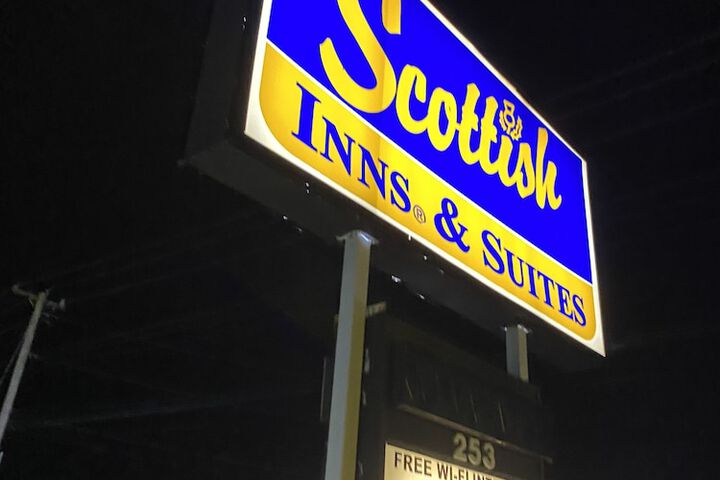 Scottish
INNS® & SUITES
253
FREE WI-FI